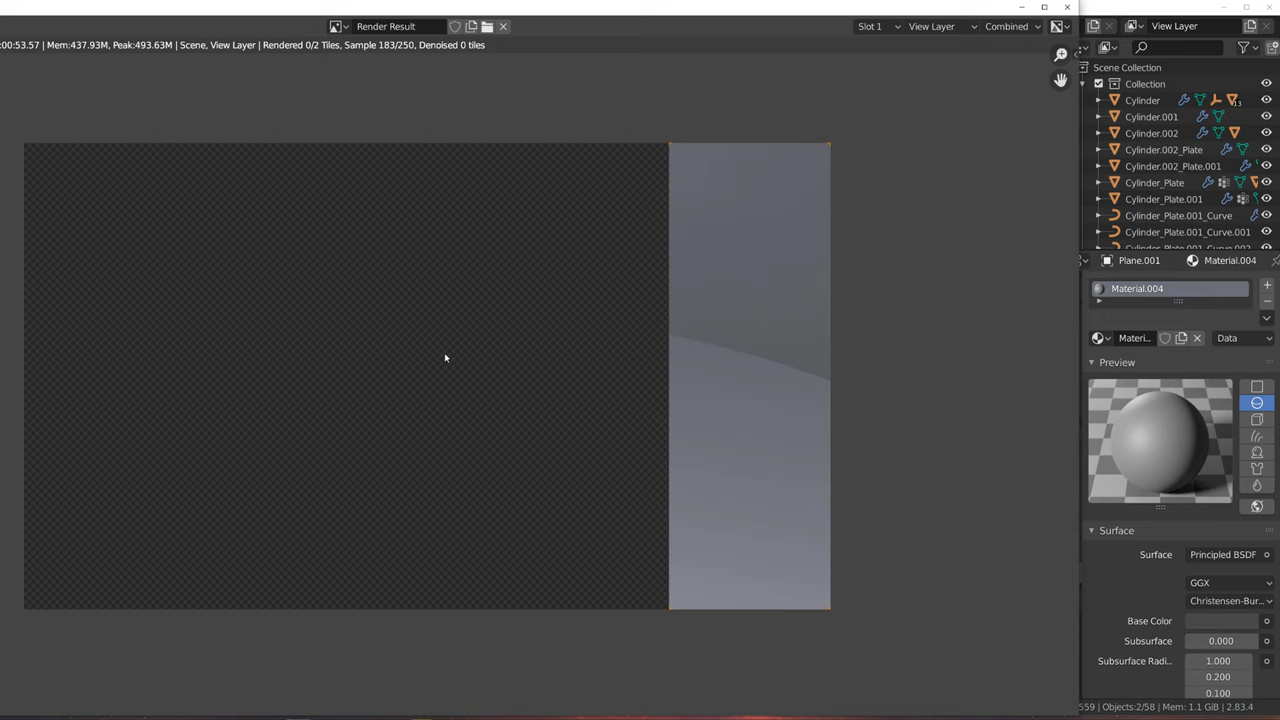 Render Result
Slot 1
View Layer
Combined
View Layer
:00:53.57 | Mem:437.93M, Peak:493.63M | Scene, View Layer | Rendered 0/2 Tiles, Sample 183/250, Denoised 0 tiles
Scene Collection
Collection
Cylinder
13
Cylinder.001
Cylinder.002
Cylinder.002_Plate
Cylinder.002_Plate.001
Cylinder_Plate
Cylinder_Plate.001
Cylinder_Plate.001_Curve
Cylinder_Plate.001_Curve.001
Cylinder_Plate.001_Curve.002
Plane.001
Material.004
Material.004
Materi...
Data
Preview
Surface
Surface
Principled BSDF
GGX
Christensen-Bur...
Base Color
Subsurface
0.000
Subsurface Radi...
1.000
0.200
0.100
559 | Objects:2/58 | Mem: 1.1 GiB | 2.83.4